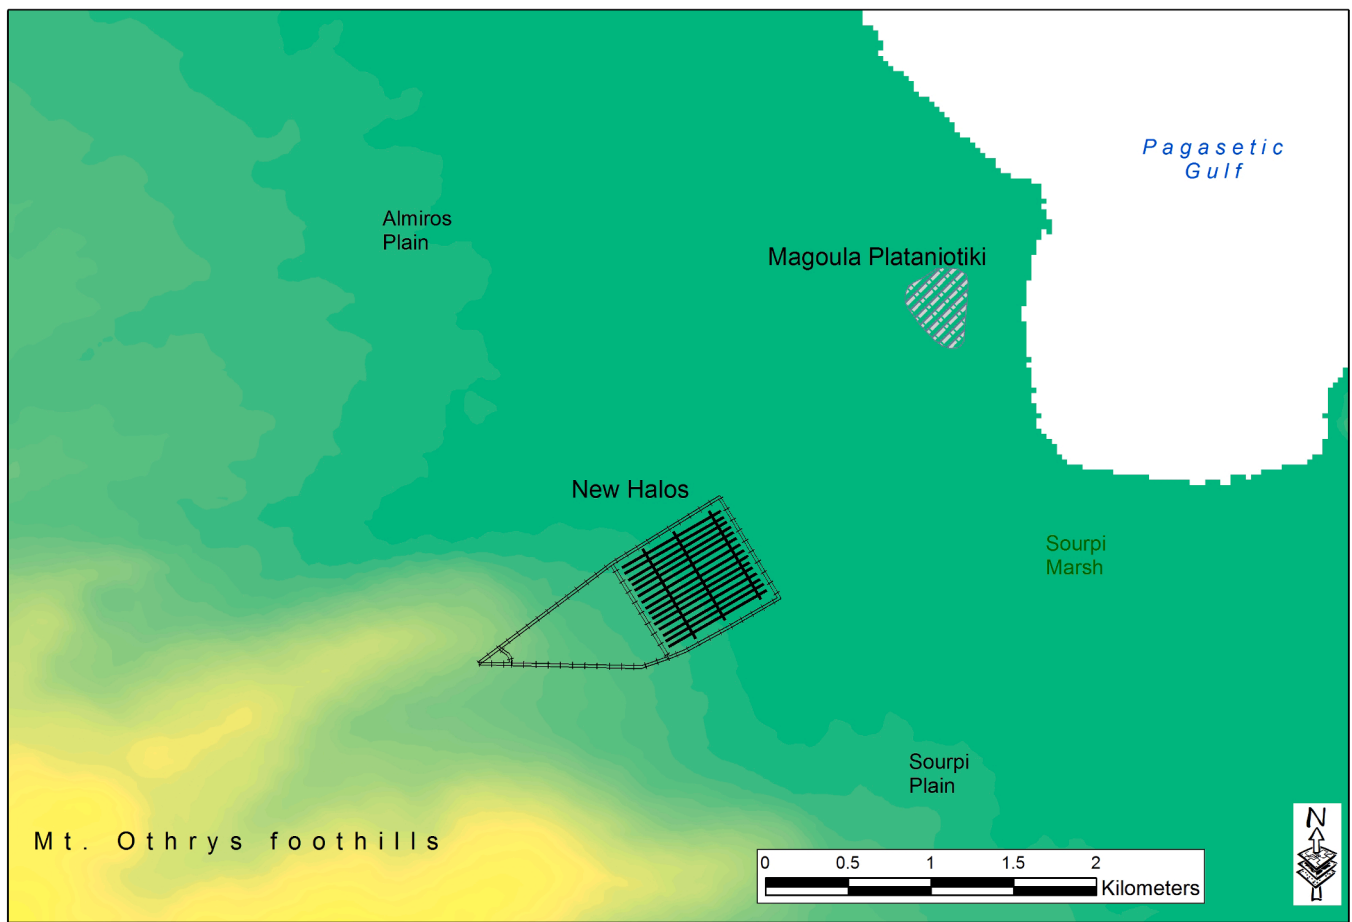 Pagasetic
Gulf
Almiros
Plain
Magoula Plataniotiki
New Halos
Sourpi
Marsh
Sourpi
Plain
Mt. Othrys foothills
0 0.5 1 1.5 2
Kilometers
N